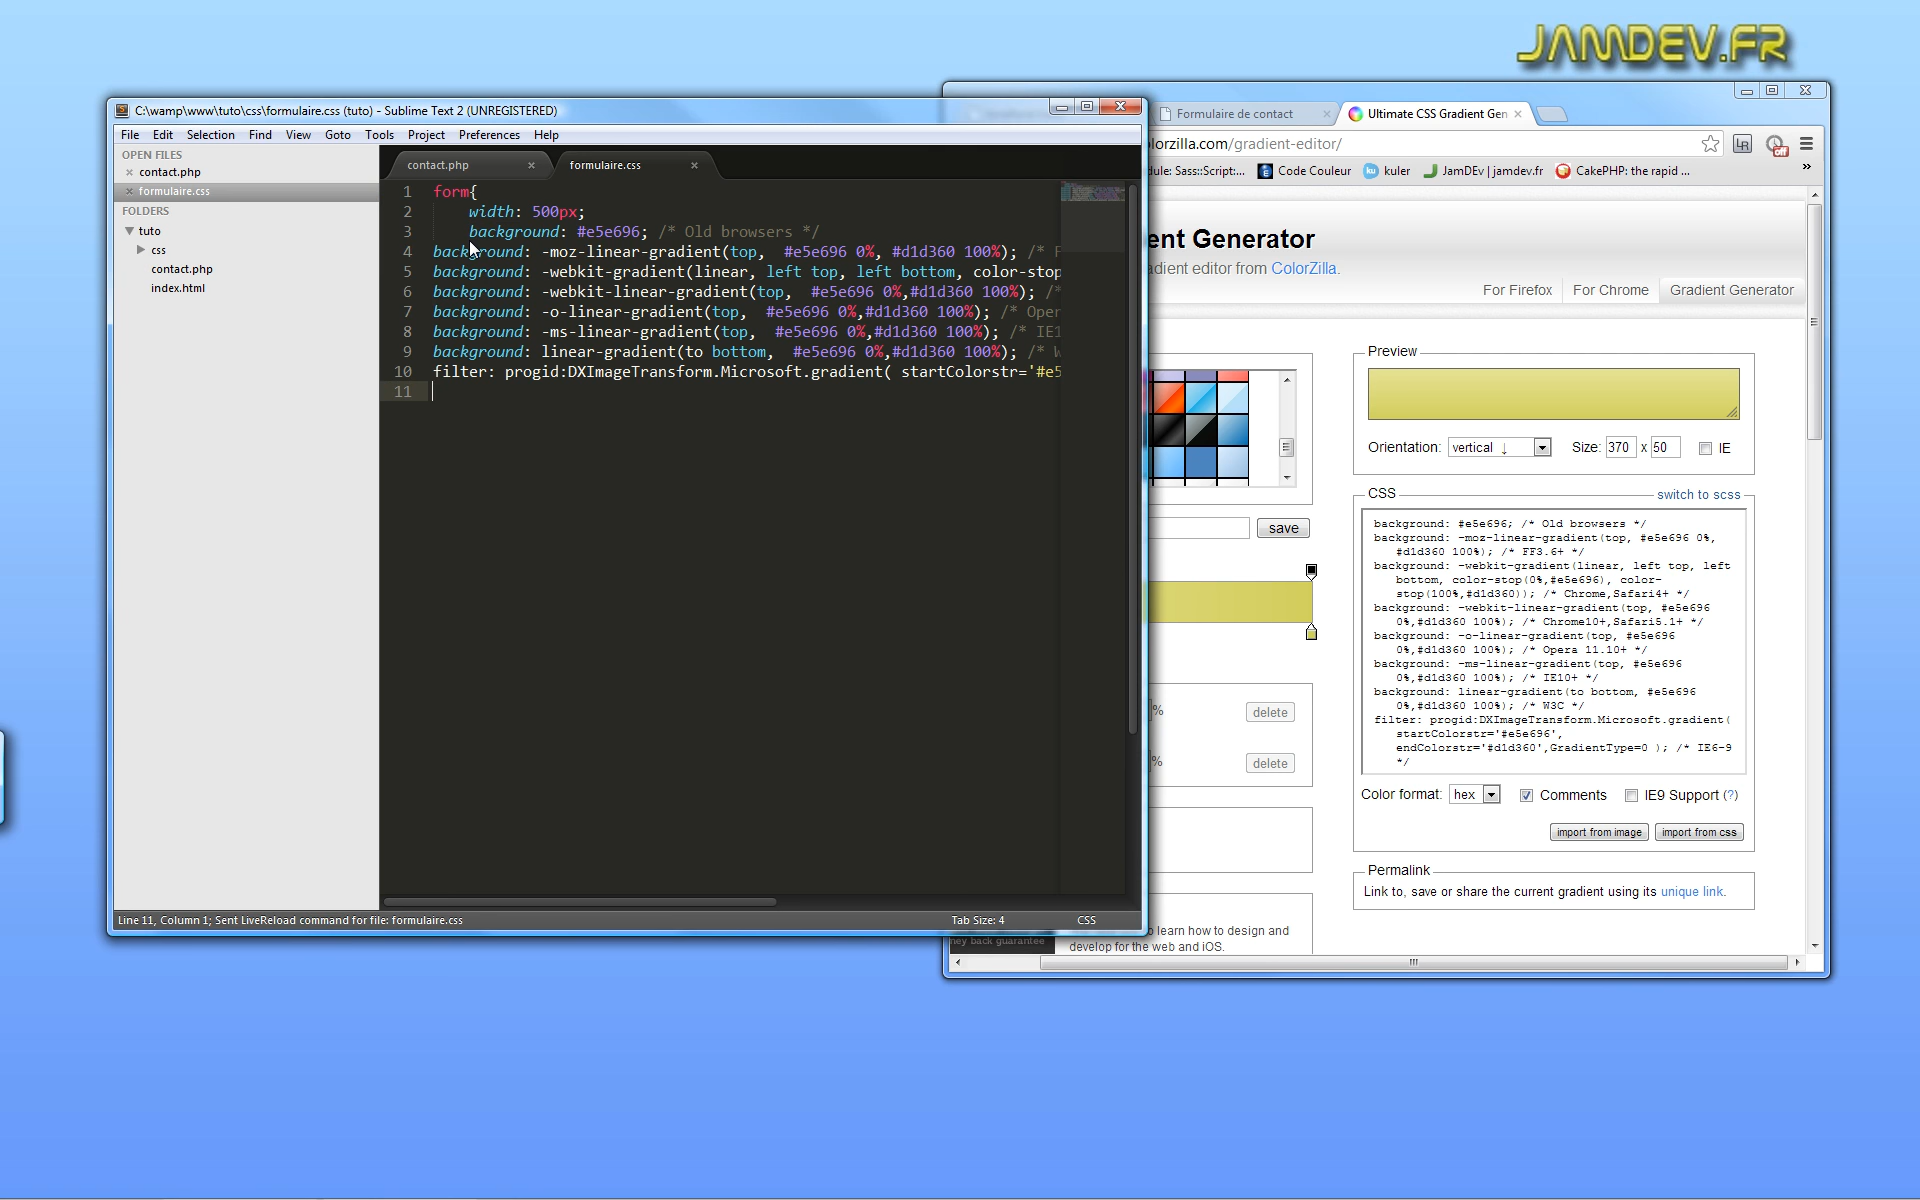 JAMDEV.FR
C:\wamp\www\tuto\css\formulaire.css (tuto) - Sublime Text 2 (UNREGISTERED)
File Edit Selection Find View Goto Tools Project Preferences Help
OPEN FILES
contact.php
formulaire.css
FOLDERS
tuto
css
contact.php
index.html
contact.php
formulaire.css
1 form{
2 width: 500px;
3 background: #e5e696; /* Old browsers */
4 background: -moz-linear-gradient(top, #e5e696 0%, #d1d360 100%); /* F
5 background: -webkit-gradient(linear, left top, left bottom, color-stop
6 background: -webkit-linear-gradient(top, #e5e696 0%,#d1d360 100%); /*
7 background: -o-linear-gradient(top, #e5e696 0%,#d1d360 100%); /* Oper
8 background: -ms-linear-gradient(top, #e5e696 0%,#d1d360 100%); /* IE1
9 background: linear-gradient(to bottom, #e5e696 0%,#d1d360 100%); /* W
10 filter: progid:DXImageTransform.Microsoft.gradient( startColorstr='#e5
11
Line 11, Column 1; Sent LiveReload command for file: formulaire.css
Tab Size: 4
CSS
Formulaire de contact
Ultimate CSS Gradient Gen
lorzilla.com/gradient-editor/
dule: Sass::Script:...
Code Couleur
kuler
JamDEv | jamdev.fr
CakePHP: the rapid ...
ent Generator
adient editor from ColorZilla.
For Firefox
For Chrome
Gradient Generator
save
%
delete
%
delete
o learn how to design and
develop for the web and iOS.
ney back guarantee
Preview
Orientation: vertical ↓ Size: 370 x 50 IE
CSS
switch to scss
background: #e5e696; /* Old browsers */
background: -moz-linear-gradient(top, #e5e696 0%,
#d1d360 100%); /* FF3.6+ */
background: -webkit-gradient(linear, left top, left
bottom, color-stop(0%,#e5e696), color-
stop(100%,#d1d360)); /* Chrome,Safari4+ */
background: -webkit-linear-gradient(top, #e5e696
0%,#d1d360 100%); /* Chrome10+,Safari5.1+ */
background: -o-linear-gradient(top, #e5e696
0%,#d1d360 100%); /* Opera 11.10+ */
background: -ms-linear-gradient(top, #e5e696
0%,#d1d360 100%); /* IE10+ */
background: linear-gradient(to bottom, #e5e696
0%,#d1d360 100%); /* W3C */
filter: progid:DXImageTransform.Microsoft.gradient(
startColorstr='#e5e696',
endColorstr='#d1d360',GradientType=0 ); /* IE6-9
*/
Color format: hex Comments IE9 Support (?)
import from image
import from css
Permalink
Link to, save or share the current gradient using its unique link.